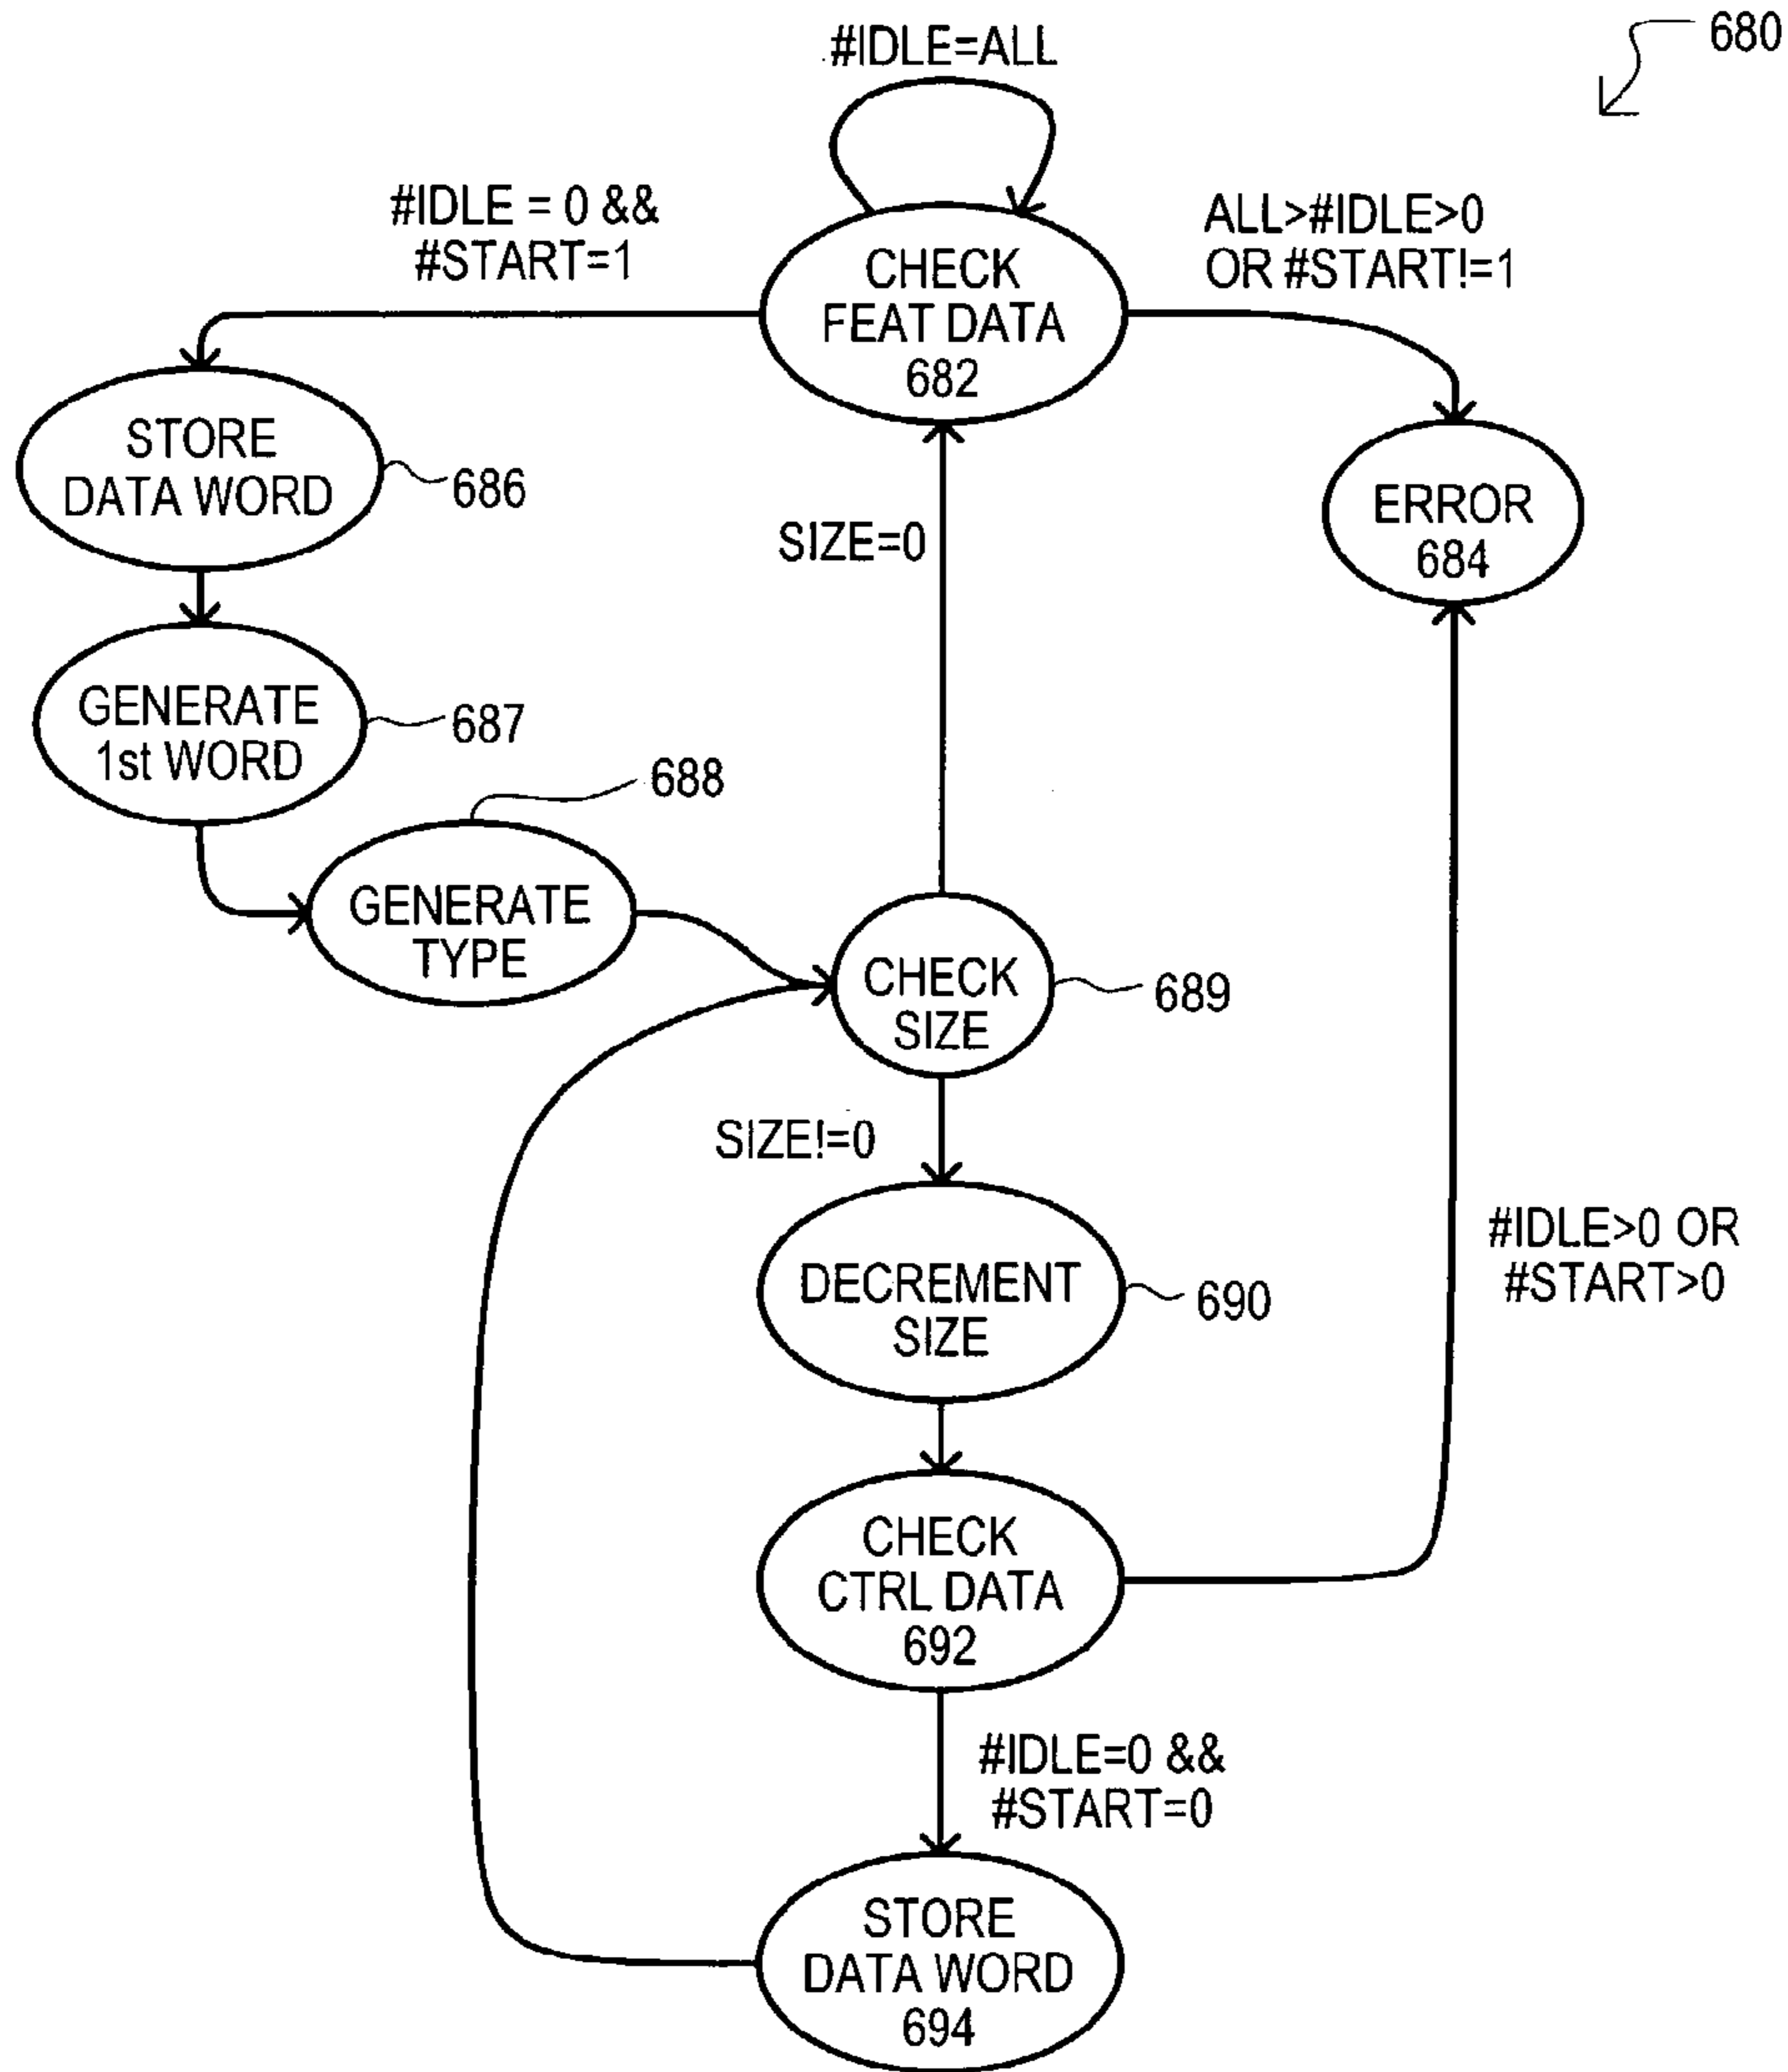 680
#IDLE=ALL
#IDLE = 0 &&
#START=1
ALL>#IDLE>0
OR #START!=1
CHECK
FEAT DATA
682
STORE
DATA WORD
686
SIZE=0
ERROR
684
GENERATE
1st WORD
687
688
GENERATE
TYPE
CHECK
SIZE
689
SIZE!=0
DECREMENT
SIZE
690
#IDLE>0 OR
#START>0
CHECK
CTRL DATA
692
#IDLE=0 &&
#START=0
STORE
DATA WORD
694